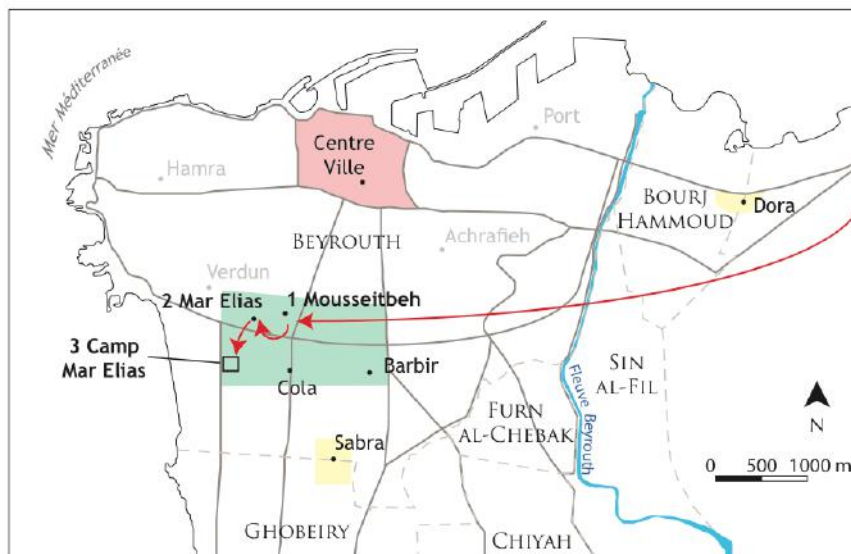 Mer Méditerranée
Port
Centre
Ville
Hamra
BOURJ
HAMMOUD
Dora
BEYROUTH
Achrafieh
Verdun
2 Mar Elias
1 Mousseitbeh
3 Camp
Mar Elias
Cola
Barbir
SIN
AL-FIL
Fleuve Beyrouth
FURN
AL-CHEBAK
N
Sabra
0 500 1000 m
GHOBEIRY
CHIYAH